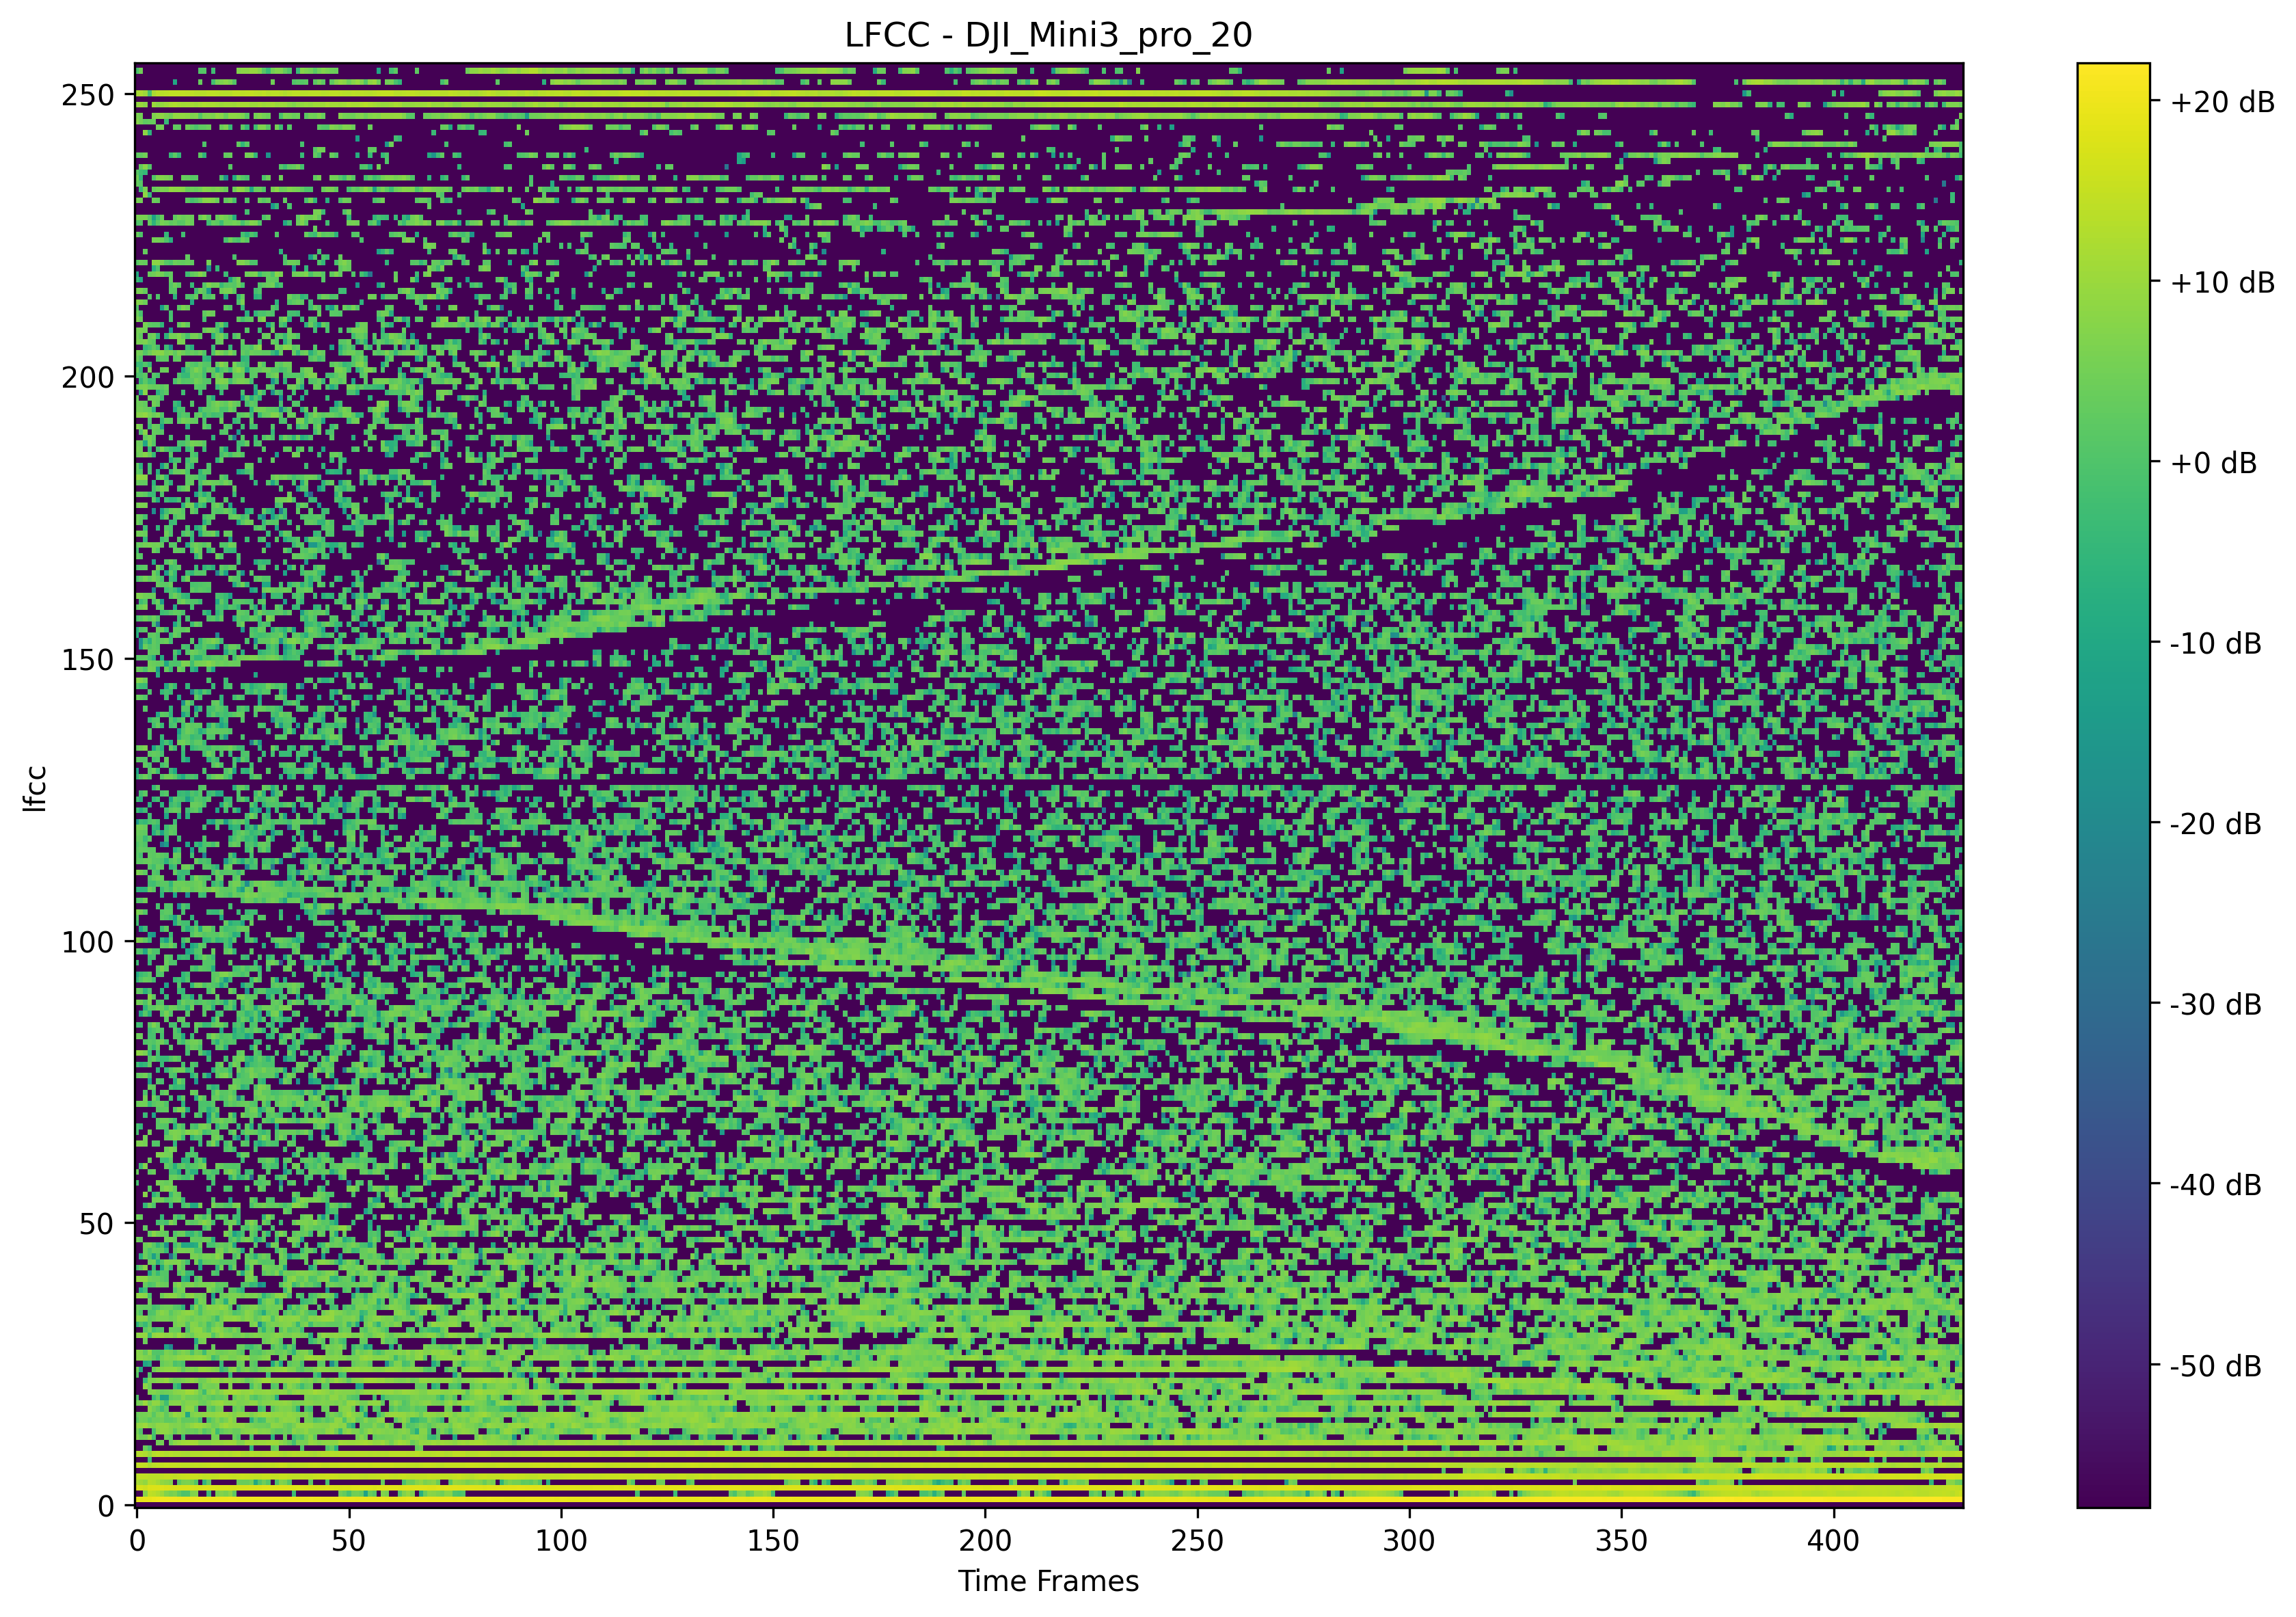 LFCC - DJI_Mini3_pro_20
250
200
150
100
50
0
lfcc
0 50 100 150 200 250 300 350 400
Time Frames
+20 dB
+10 dB
+0 dB
-10 dB
-20 dB
-30 dB
-40 dB
-50 dB